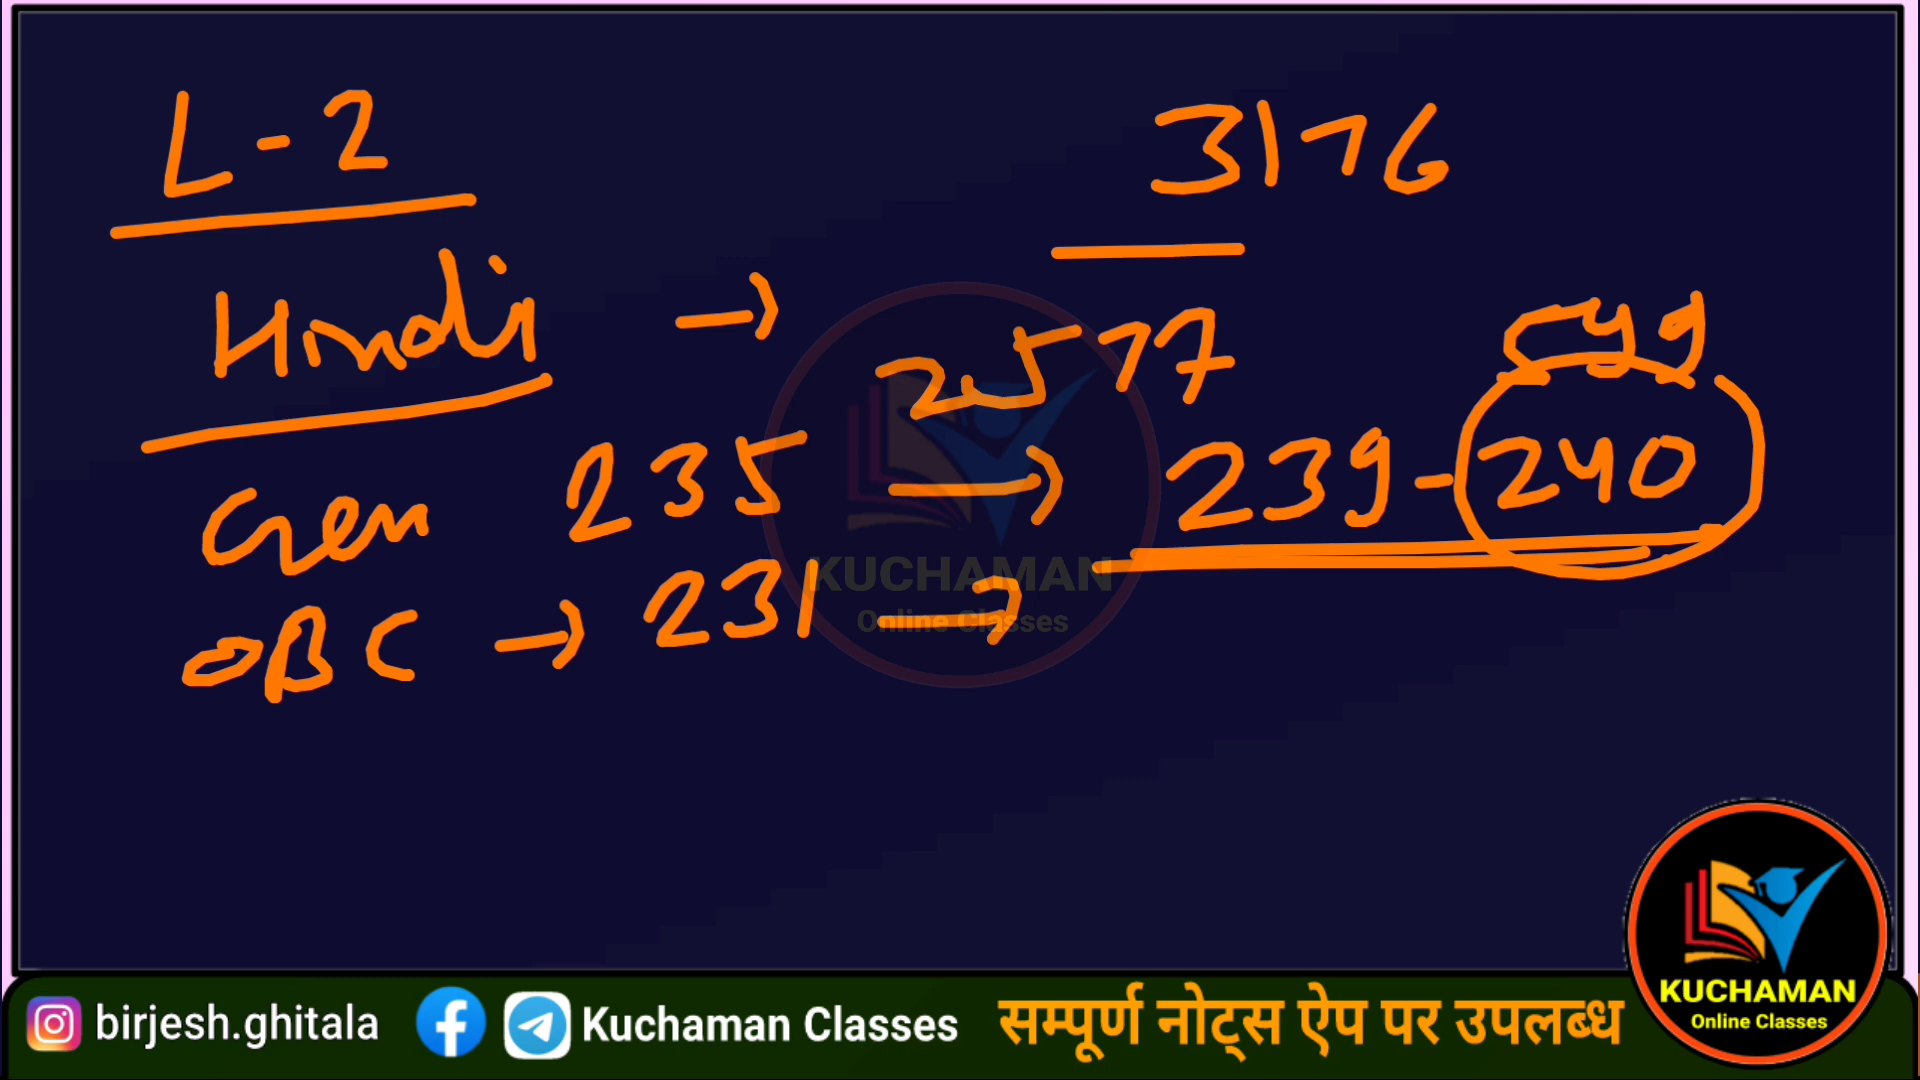 L-2
3176
Hindi →
2577
Gen 235 → 239-240
OBC → 231 →
KUCHAMAN
Online Classes
birjesh.ghitala
Kuchaman Classes
सम्पूर्ण नोट्स ऐप पर उपलब्ध
KUCHAMAN
Online Classes